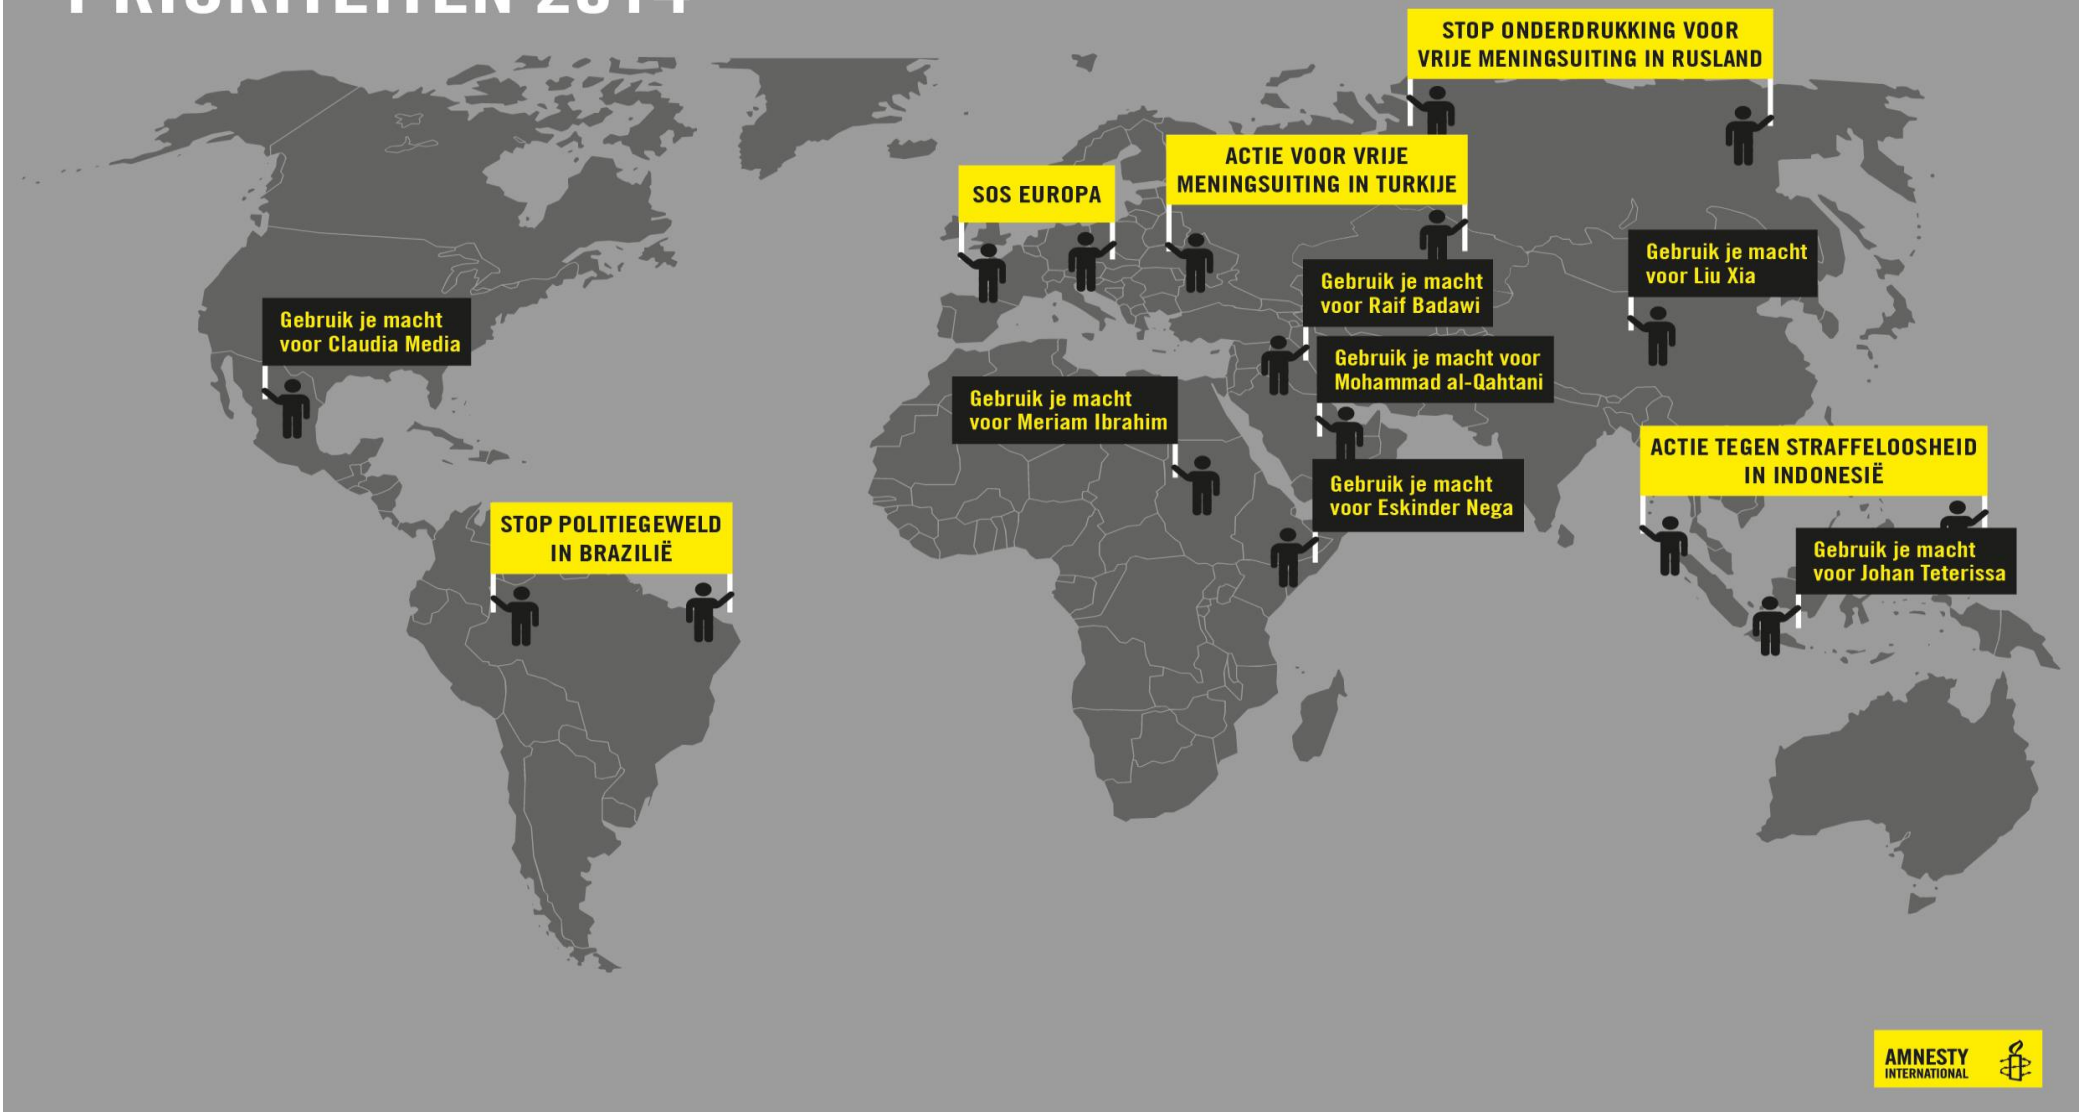 PRIORITEITEN 2014
STOP ONDERDRUKKING VOOR
VRIJE MENINGSUITING IN RUSLAND
ACTIE VOOR VRIJE
MENINGSUITING IN TURKIJE
SOS EUROPA
Gebruik je macht
voor Liu Xia
Gebruik je macht
voor Raif Badawi
Gebruik je macht
voor Claudia Media
Gebruik je macht voor
Mohammad al-Qahtani
Gebruik je macht
voor Meriam Ibrahim
ACTIE TEGEN STRAFFELOOSHEID
IN INDONESIË
Gebruik je macht
voor Eskinder Nega
STOP POLITIEGEWELD
IN BRAZILIË
Gebruik je macht
voor Johan Teterissa
AMNESTY
INTERNATIONAL